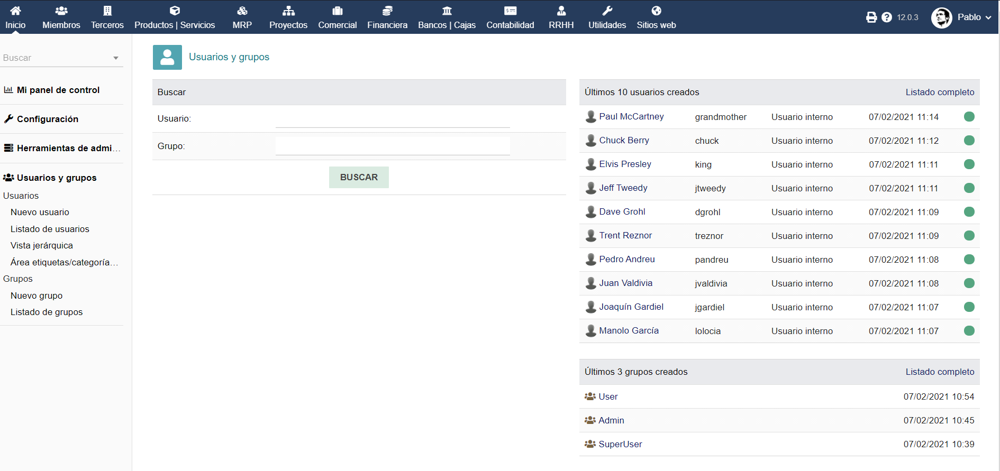 Inicio
Miembros
Terceros
Productos | Servicios
MRP
Proyectos
Comercial
Financiera
Bancos | Cajas
Contabilidad
RRHH
Utilidades
Sitios web
12.0.3
Pablo
Buscar
Mi panel de control
Configuración
Herramientas de admi...
Usuarios y grupos
Usuarios
Nuevo usuario
Listado de usuarios
Vista jerárquica
Área etiquetas/categoría...
Grupos
Nuevo grupo
Listado de grupos
Usuarios y grupos
Buscar
Usuario:
Grupo:
BUSCAR
Últimos 10 usuarios creados Listado completo
Paul McCartney grandmother Usuario interno 07/02/2021 11:14
Chuck Berry chuck Usuario interno 07/02/2021 11:12
Elvis Presley king Usuario interno 07/02/2021 11:11
Jeff Tweedy jtweedy Usuario interno 07/02/2021 11:11
Dave Grohl dgrohl Usuario interno 07/02/2021 11:09
Trent Reznor treznor Usuario interno 07/02/2021 11:09
Pedro Andreu pandreu Usuario interno 07/02/2021 11:08
Juan Valdivia jvaldivia Usuario interno 07/02/2021 11:08
Joaquín Gardiel jgardiel Usuario interno 07/02/2021 11:07
Manolo García lolocia Usuario interno 07/02/2021 11:07
Últimos 3 grupos creados Listado completo
User 07/02/2021 10:54
Admin 07/02/2021 10:45
SuperUser 07/02/2021 10:39